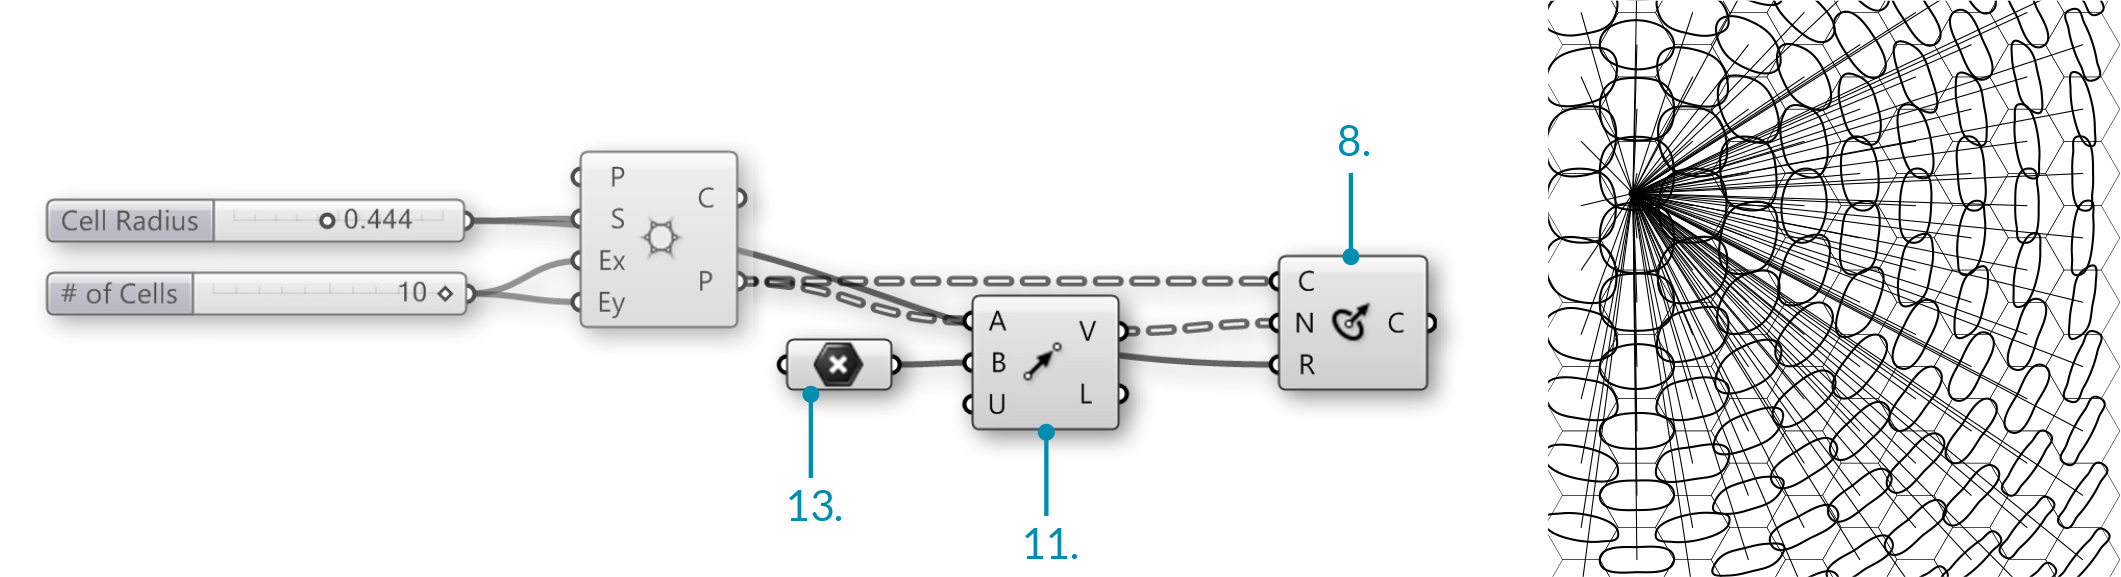 8.
Cell Radius 0.444
# of Cells 10
P
S
Ex
Ey
C
P
A
B
U
V
L
C
N
R
C
13.
11.